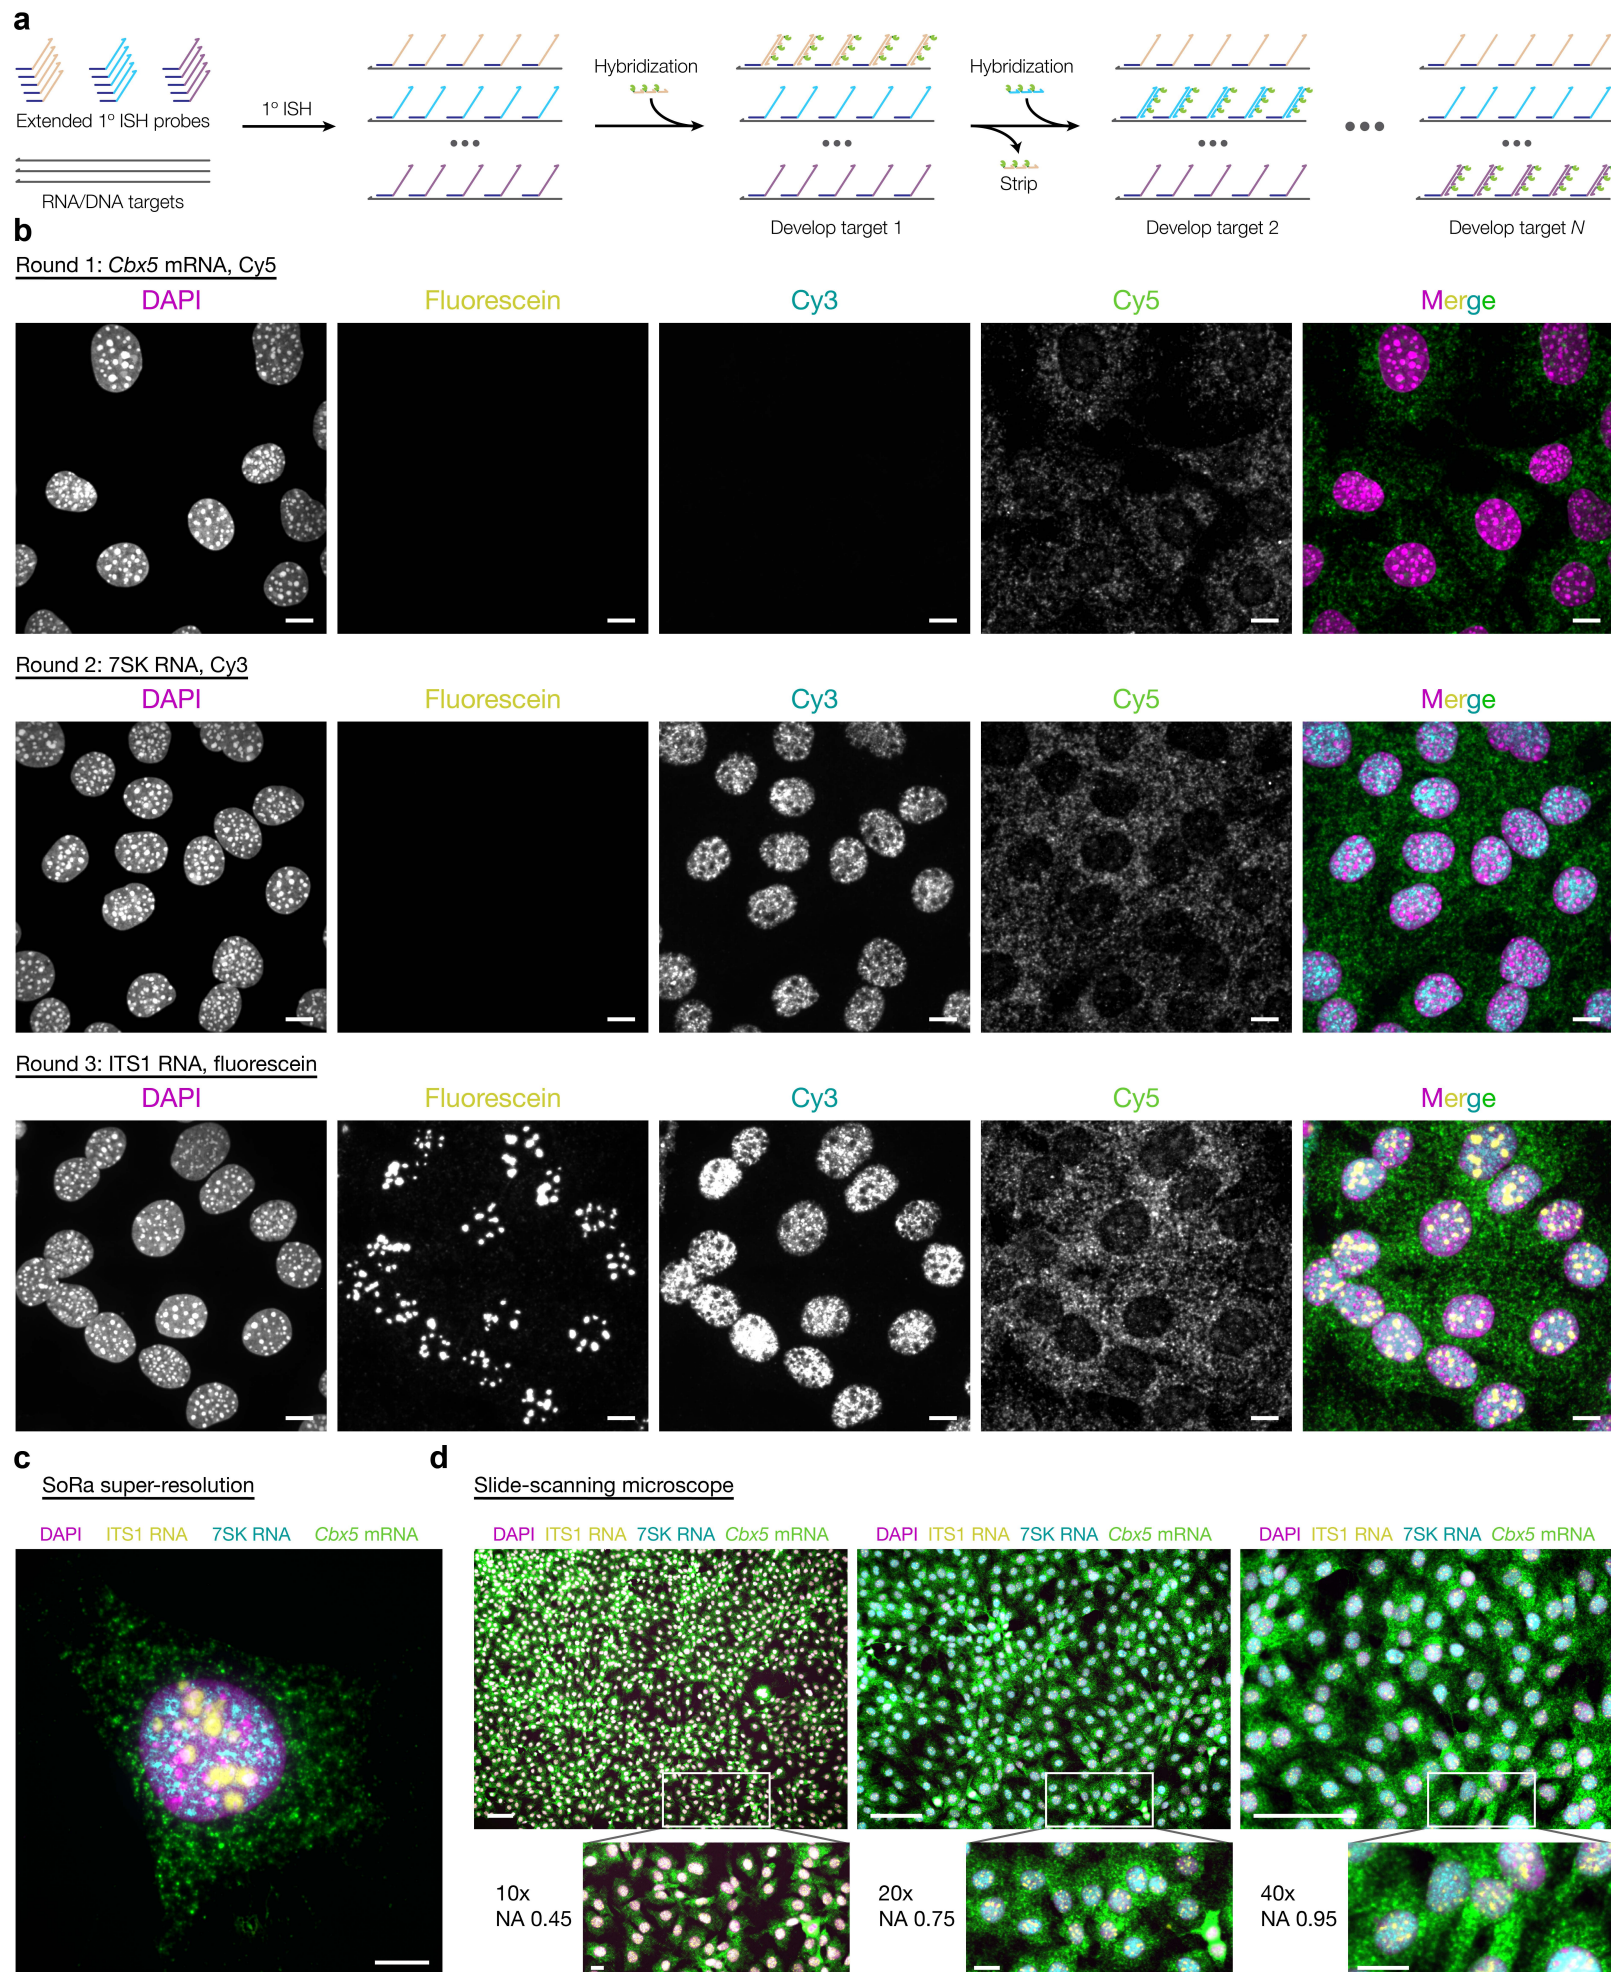 a
Extended 1º ISH probes
RNA/DNA targets
1º ISH
Hybridization
Develop target 1
Hybridization
Strip
Develop target 2
Develop target N
b
Round 1: Cbx5 mRNA, Cy5
DAPI Fluorescein Cy3 Cy5 Merge
Round 2: 7SK RNA, Cy3
DAPI Fluorescein Cy3 Cy5 Merge
Round 3: ITS1 RNA, fluorescein
DAPI Fluorescein Cy3 Cy5 Merge
c
SoRa super-resolution
DAPI ITS1 RNA 7SK RNA Cbx5 mRNA
d
Slide-scanning microscope
DAPI ITS1 RNA 7SK RNA Cbx5 mRNA
DAPI ITS1 RNA 7SK RNA Cbx5 mRNA
DAPI ITS1 RNA 7SK RNA Cbx5 mRNA
10x
NA 0.45
20x
NA 0.75
40x
NA 0.95